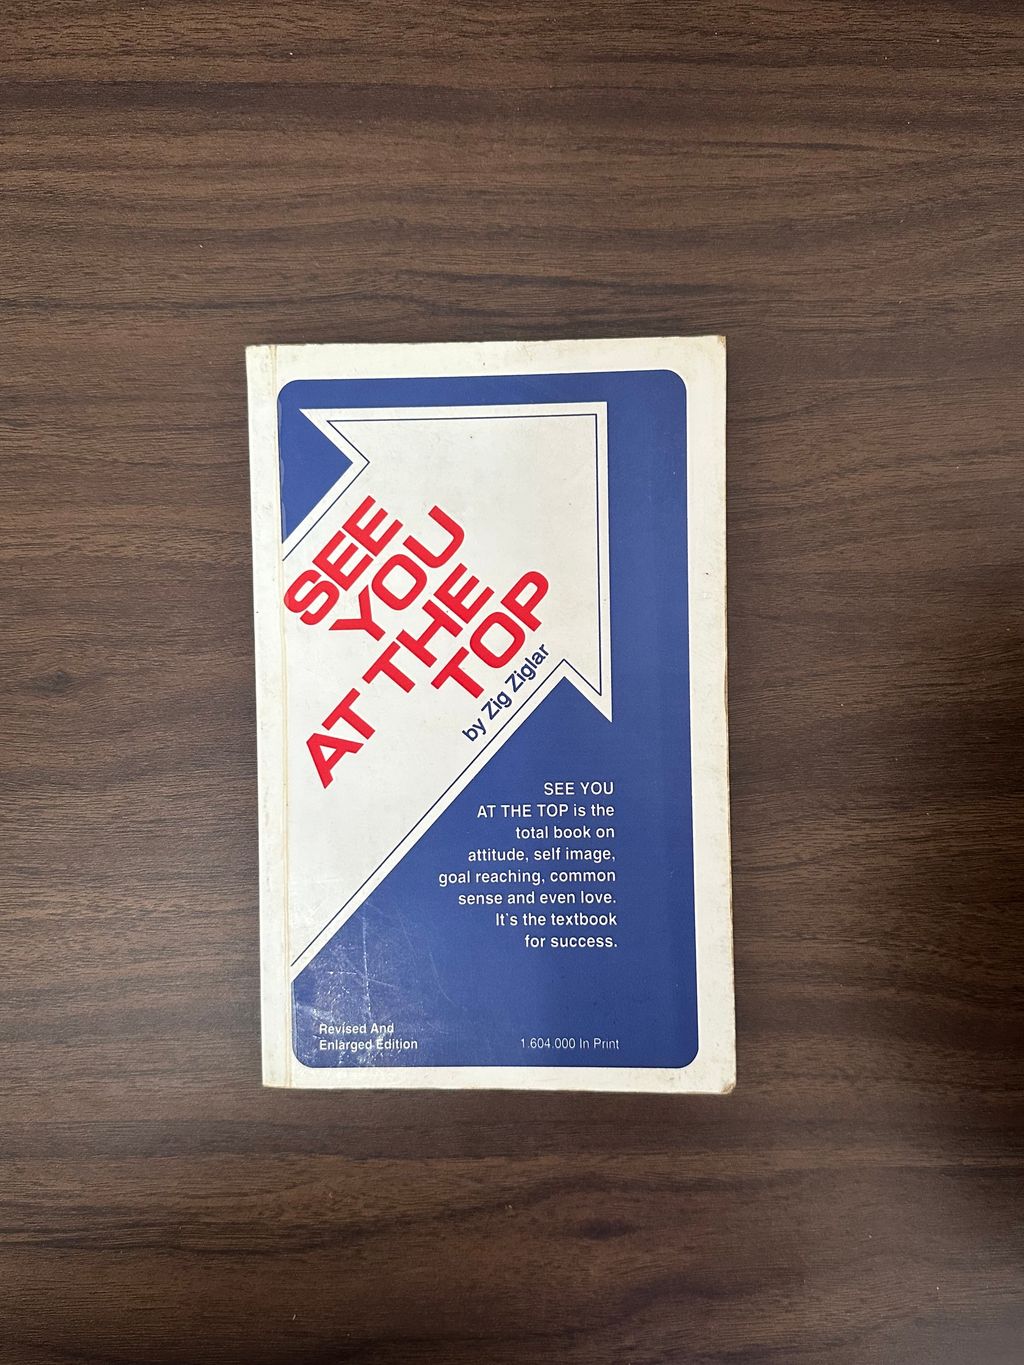 SEE
YOU
AT THE
TOP
by Zig Ziglar
SEE YOU
AT THE TOP is the
total book on
attitude, self image,
goal reaching, common
sense and even love.
It's the textbook
for success.
Revised And
Enlarged Edition
1,604,000 In Print